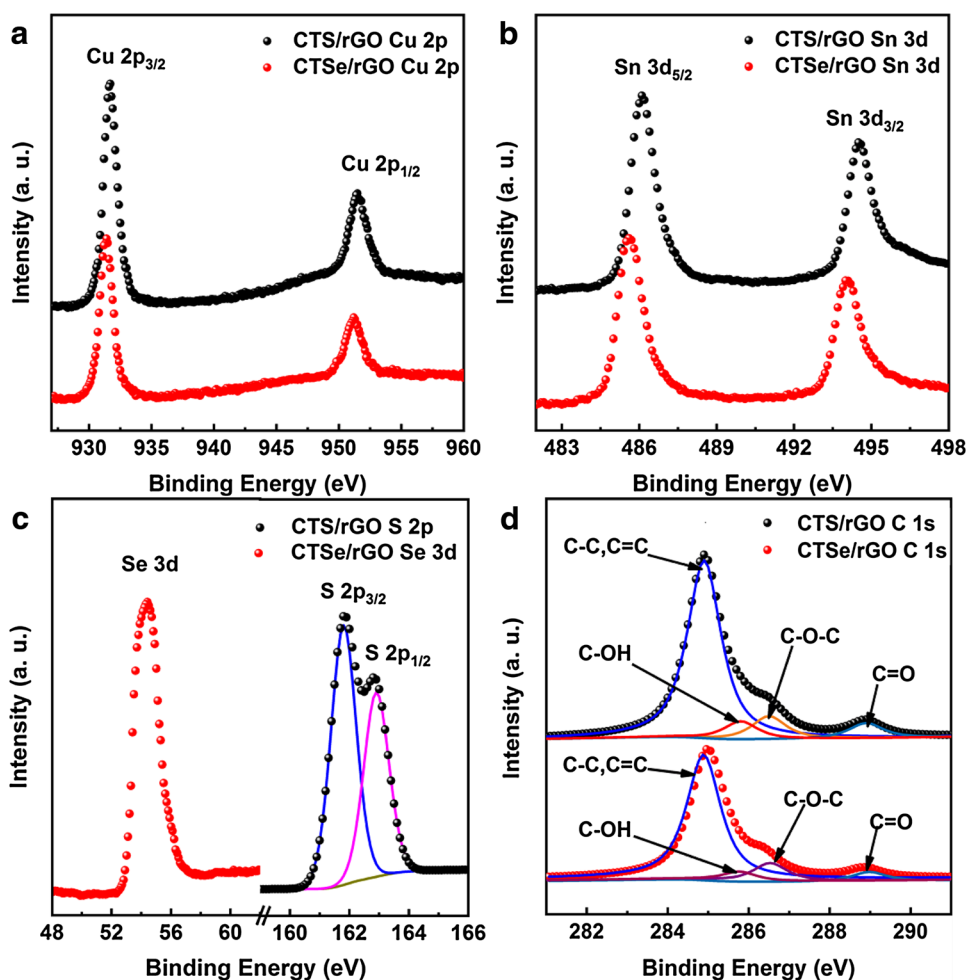 a
CTS/rGO Cu 2p
CTSe/rGO Cu 2p
Cu 2p3/2
Cu 2p1/2
Intensity (a. u.)
930 935 940 945 950 955 960
Binding Energy (eV)
b
CTS/rGO Sn 3d
CTSe/rGO Sn 3d
Sn 3d5/2
Sn 3d3/2
Intensity (a. u.)
483 486 489 492 495 498
Binding Energy (eV)
c
CTS/rGO S 2p
CTSe/rGO Se 3d
Se 3d
S 2p3/2
S 2p1/2
Intensity (a. u.)
48 50 52 54 56 58 60 160 162 164 166
Binding Energy (eV)
d
CTS/rGO C 1s
CTSe/rGO C 1s
C-C,C=C
C-OH
C-O-C
C=O
C-C,C=C
C-OH
C-O-C
C=O
Intensity (a. u.)
282 284 286 288 290
Binding Energy (eV)